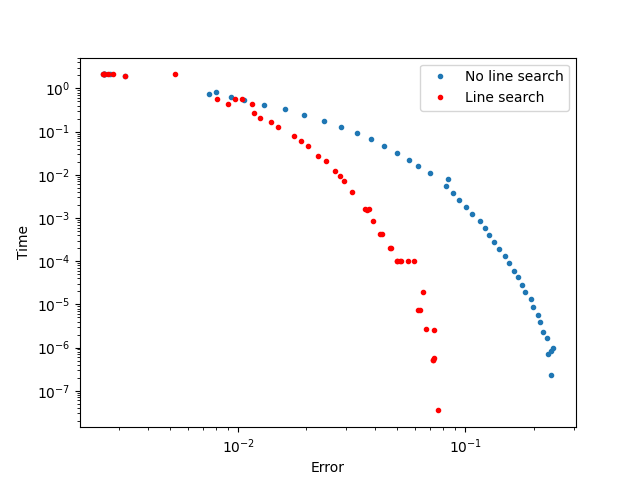 No line search
Line search
Time
10⁰
10⁻¹
10⁻²
10⁻³
10⁻⁴
10⁻⁵
10⁻⁶
10⁻⁷
10⁻²
10⁻¹
Error